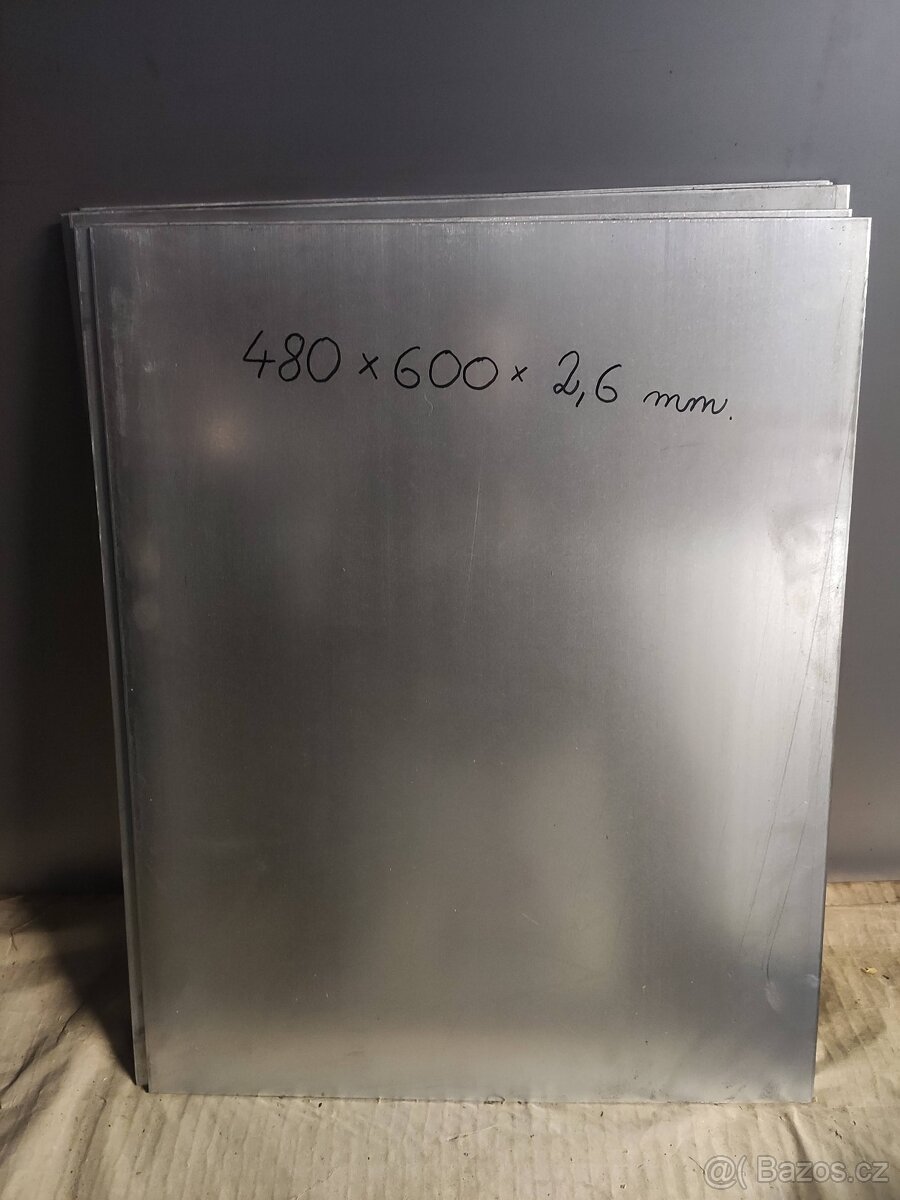 480 × 600 × 2,6 mm.
@( Bazos.cz